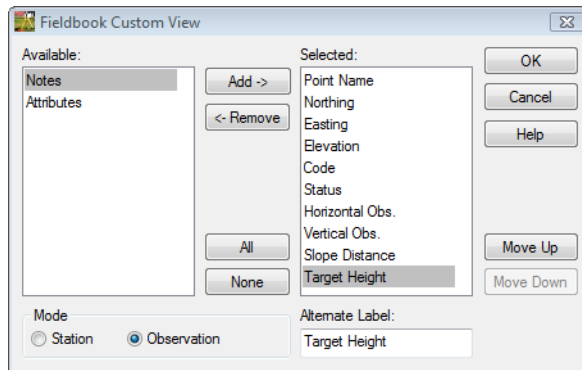 Fieldbook Custom View
Available:
Notes
Attributes
Add ->
<- Remove
All
None
Selected:
Point Name
Northing
Easting
Elevation
Code
Status
Horizontal Obs.
Vertical Obs.
Slope Distance
Target Height
OK
Cancel
Help
Move Up
Move Down
Mode
Station
Observation
Alternate Label:
Target Height